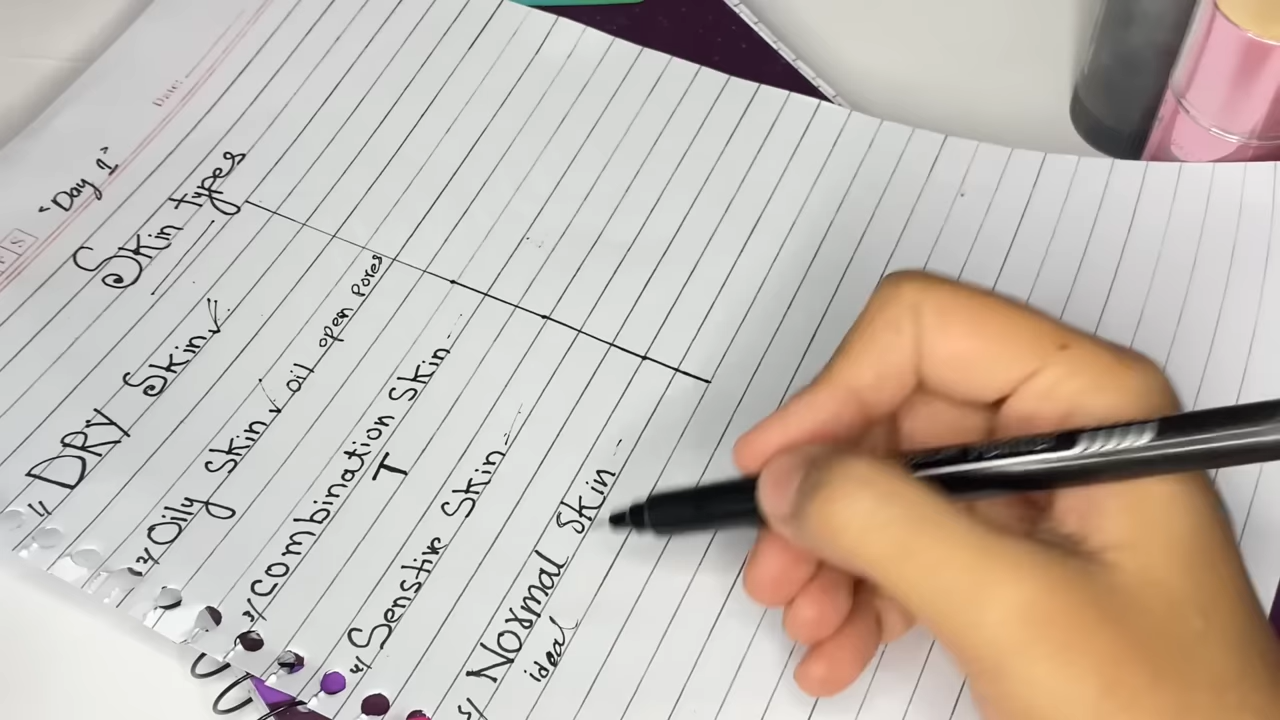 Date:
"Day 1"
Skin types
1/ DRY Skin ✓
2/ Oily Skin ✓ oil open pores
3/ Combination Skin -
T
4/ Senstive Skin -
5/ Normal Skin -
ideal